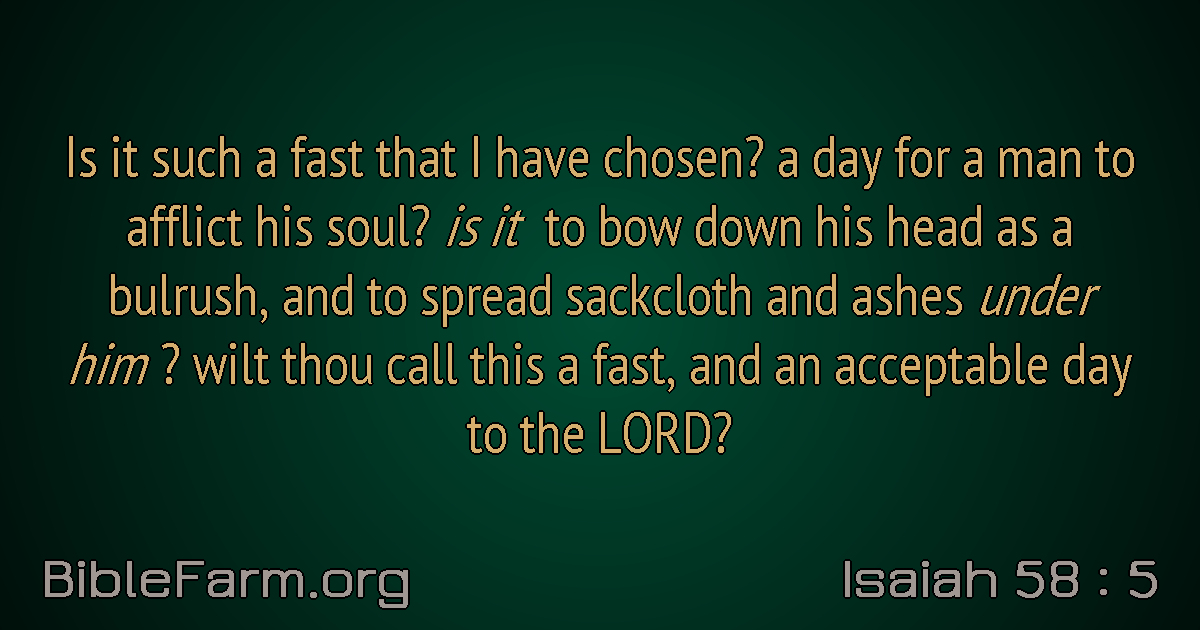 Is it such a fast that I have chosen? a day for a man to
afflict his soul? is it to bow down his head as a
bulrush, and to spread sackcloth and ashes under
him ? wilt thou call this a fast, and an acceptable day
to the LORD?
BibleFarm.org
Isaiah 58 : 5